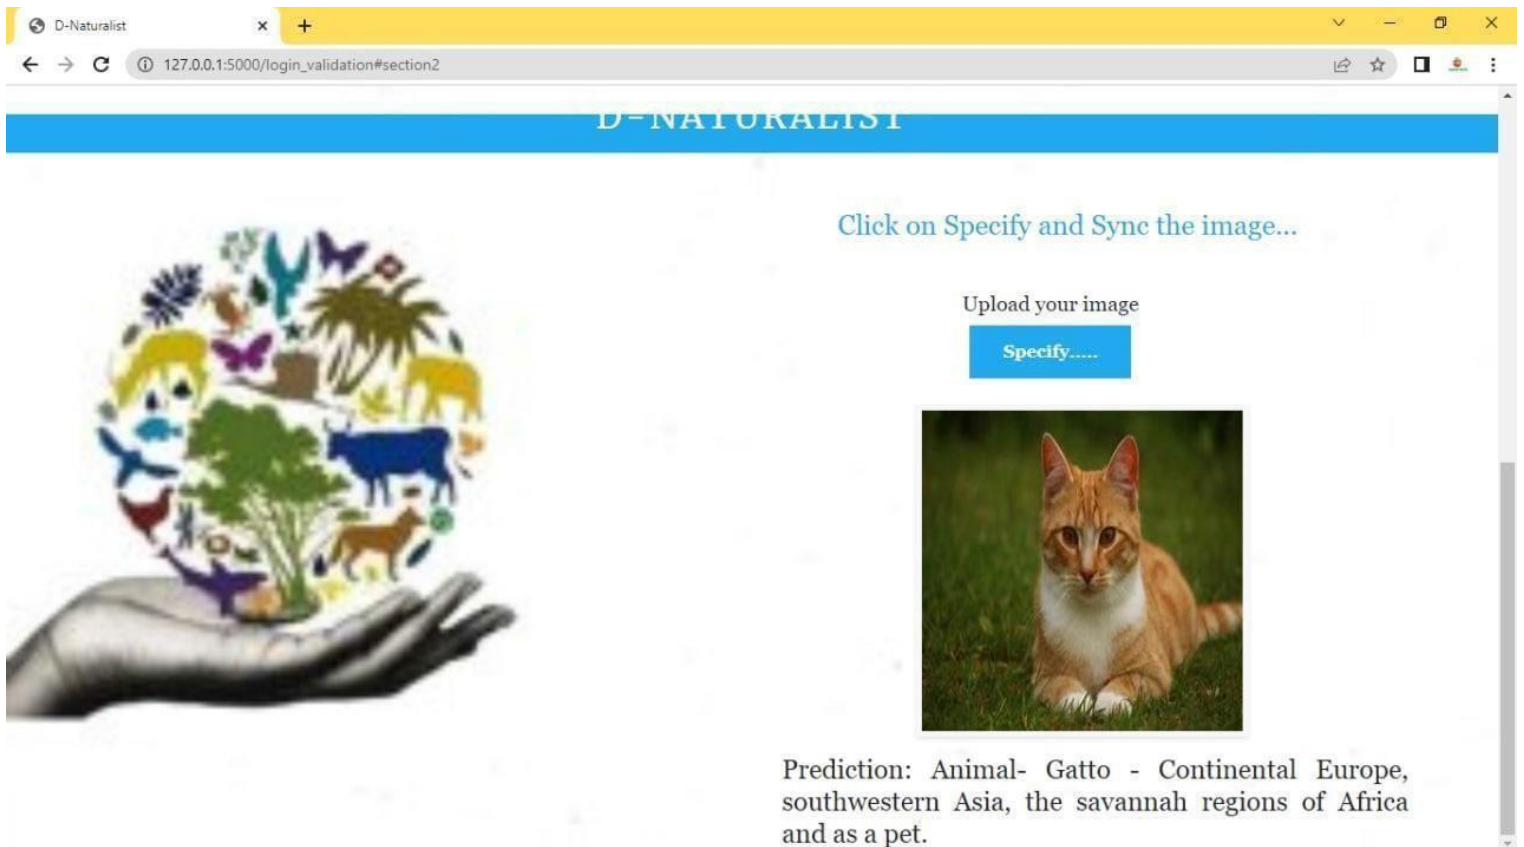 D-Naturalist
127.0.0.1:5000/login_validation#section2
D-NATURALIST
Click on Specify and Sync the image...
Upload your image
Specify.....
Prediction: Animal- Gatto - Continental Europe,
southwestern Asia, the savannah regions of Africa
and as a pet.